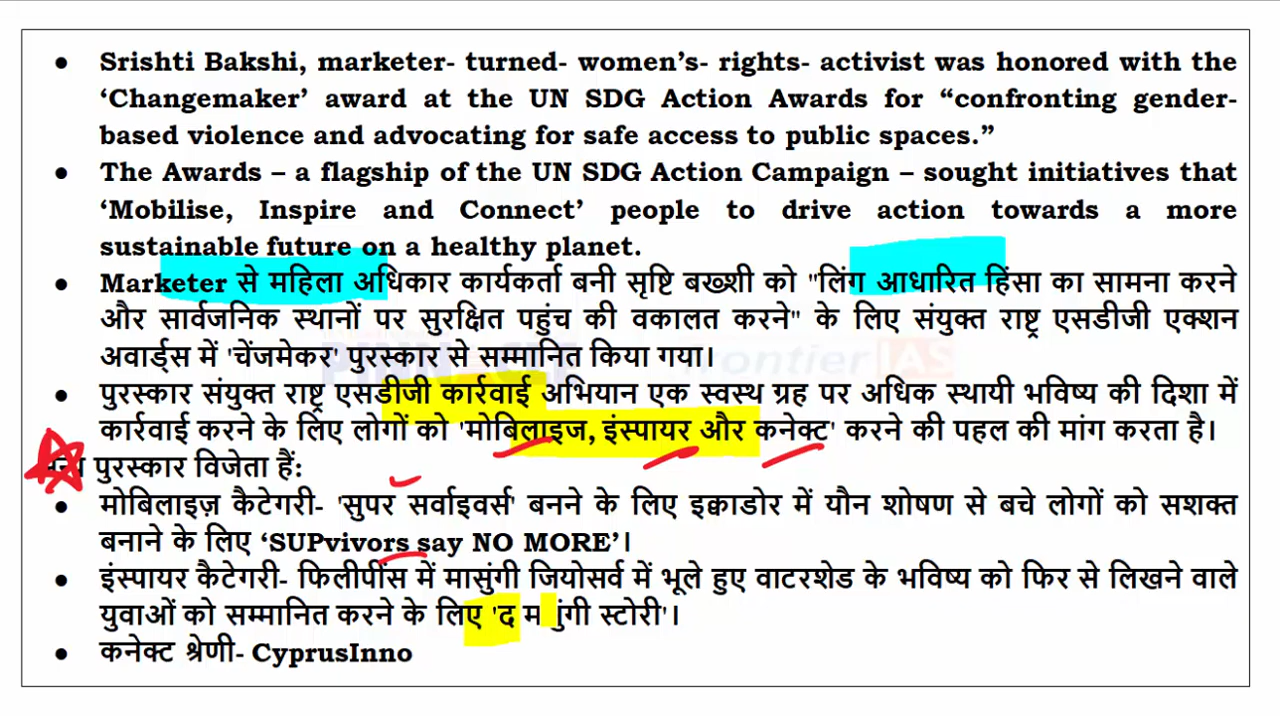 ● Srishti Bakshi, marketer- turned- women's- rights- activist was honored with the
'Changemaker' award at the UN SDG Action Awards for “confronting gender-
based violence and advocating for safe access to public spaces.”
● The Awards – a flagship of the UN SDG Action Campaign – sought initiatives that
'Mobilise, Inspire and Connect' people to drive action towards a more
sustainable future on a healthy planet.
● Marketer से महिला अधिकार कार्यकर्ता बनी सृष्टि बख्शी को "लिंग आधारित हिंसा का सामना करने
और सार्वजनिक स्थानों पर सुरक्षित पहुंच की वकालत करने" के लिए संयुक्त राष्ट्र एसडीजी एक्शन
अवार्ड्स में 'चेंजमेकर' पुरस्कार से सम्मानित किया गया।
● पुरस्कार संयुक्त राष्ट्र एसडीजी कार्रवाई अभियान एक स्वस्थ ग्रह पर अधिक स्थायी भविष्य की दिशा में
कार्रवाई करने के लिए लोगों को 'मोबिलाइज, इंस्पायर और कनेक्ट' करने की पहल की मांग करता है।
पुरस्कार विजेता हैं:
● मोबिलाइज़ कैटेगरी- 'सुपर सर्वाइवर्स' बनने के लिए इक्वाडोर में यौन शोषण से बचे लोगों को सशक्त
बनाने के लिए 'SUPvivors say NO MORE'।
● इंस्पायर कैटेगरी- फिलीपींस में मासुंगी जियोसर्व में भूले हुए वाटरशेड के भविष्य को फिर से लिखने वाले
युवाओं को सम्मानित करने के लिए 'द स्टोरी'।
● कनेक्ट श्रेणी- CyprusInno